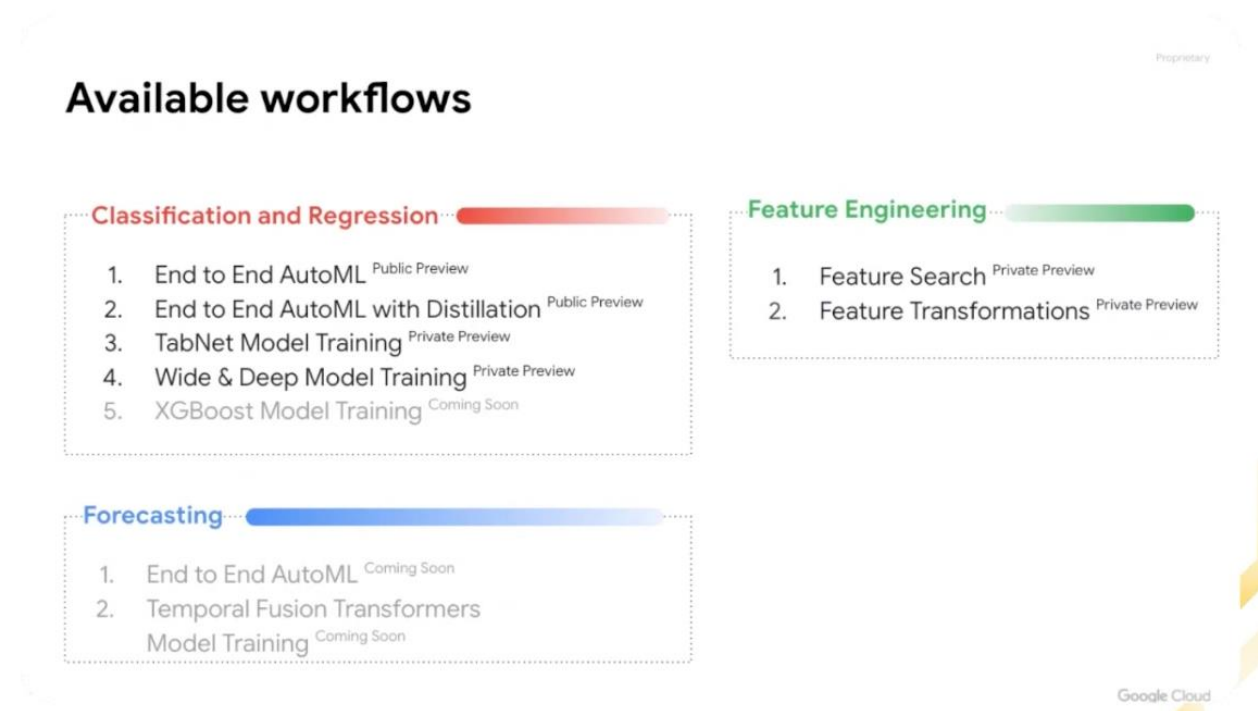 Proprietary
Available workflows
Classification and Regression
1. End to End AutoML Public Preview
2. End to End AutoML with Distillation Public Preview
3. TabNet Model Training Private Preview
4. Wide & Deep Model Training Private Preview
5. XGBoost Model Training Coming Soon
Feature Engineering
1. Feature Search Private Preview
2. Feature Transformations Private Preview
Forecasting
1. End to End AutoML Coming Soon
2. Temporal Fusion Transformers
Model Training Coming Soon
Google Cloud